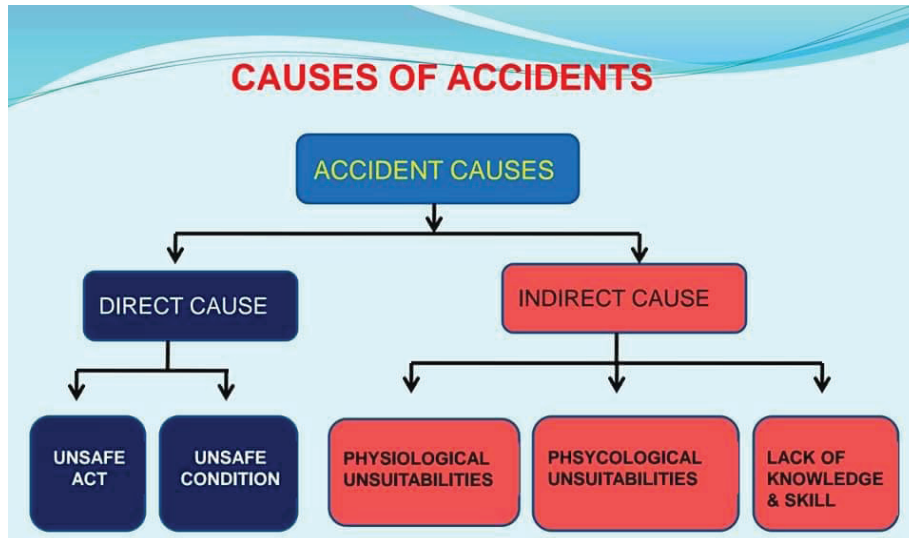 CAUSES OF ACCIDENTS
ACCIDENT CAUSES
DIRECT CAUSE
INDIRECT CAUSE
UNSAFE
ACT
UNSAFE
CONDITION
PHYSIOLOGICAL
UNSUITABILITIES
PHSYCOLOGICAL
UNSUITABILITIES
LACK OF
KNOWLEDGE
& SKILL